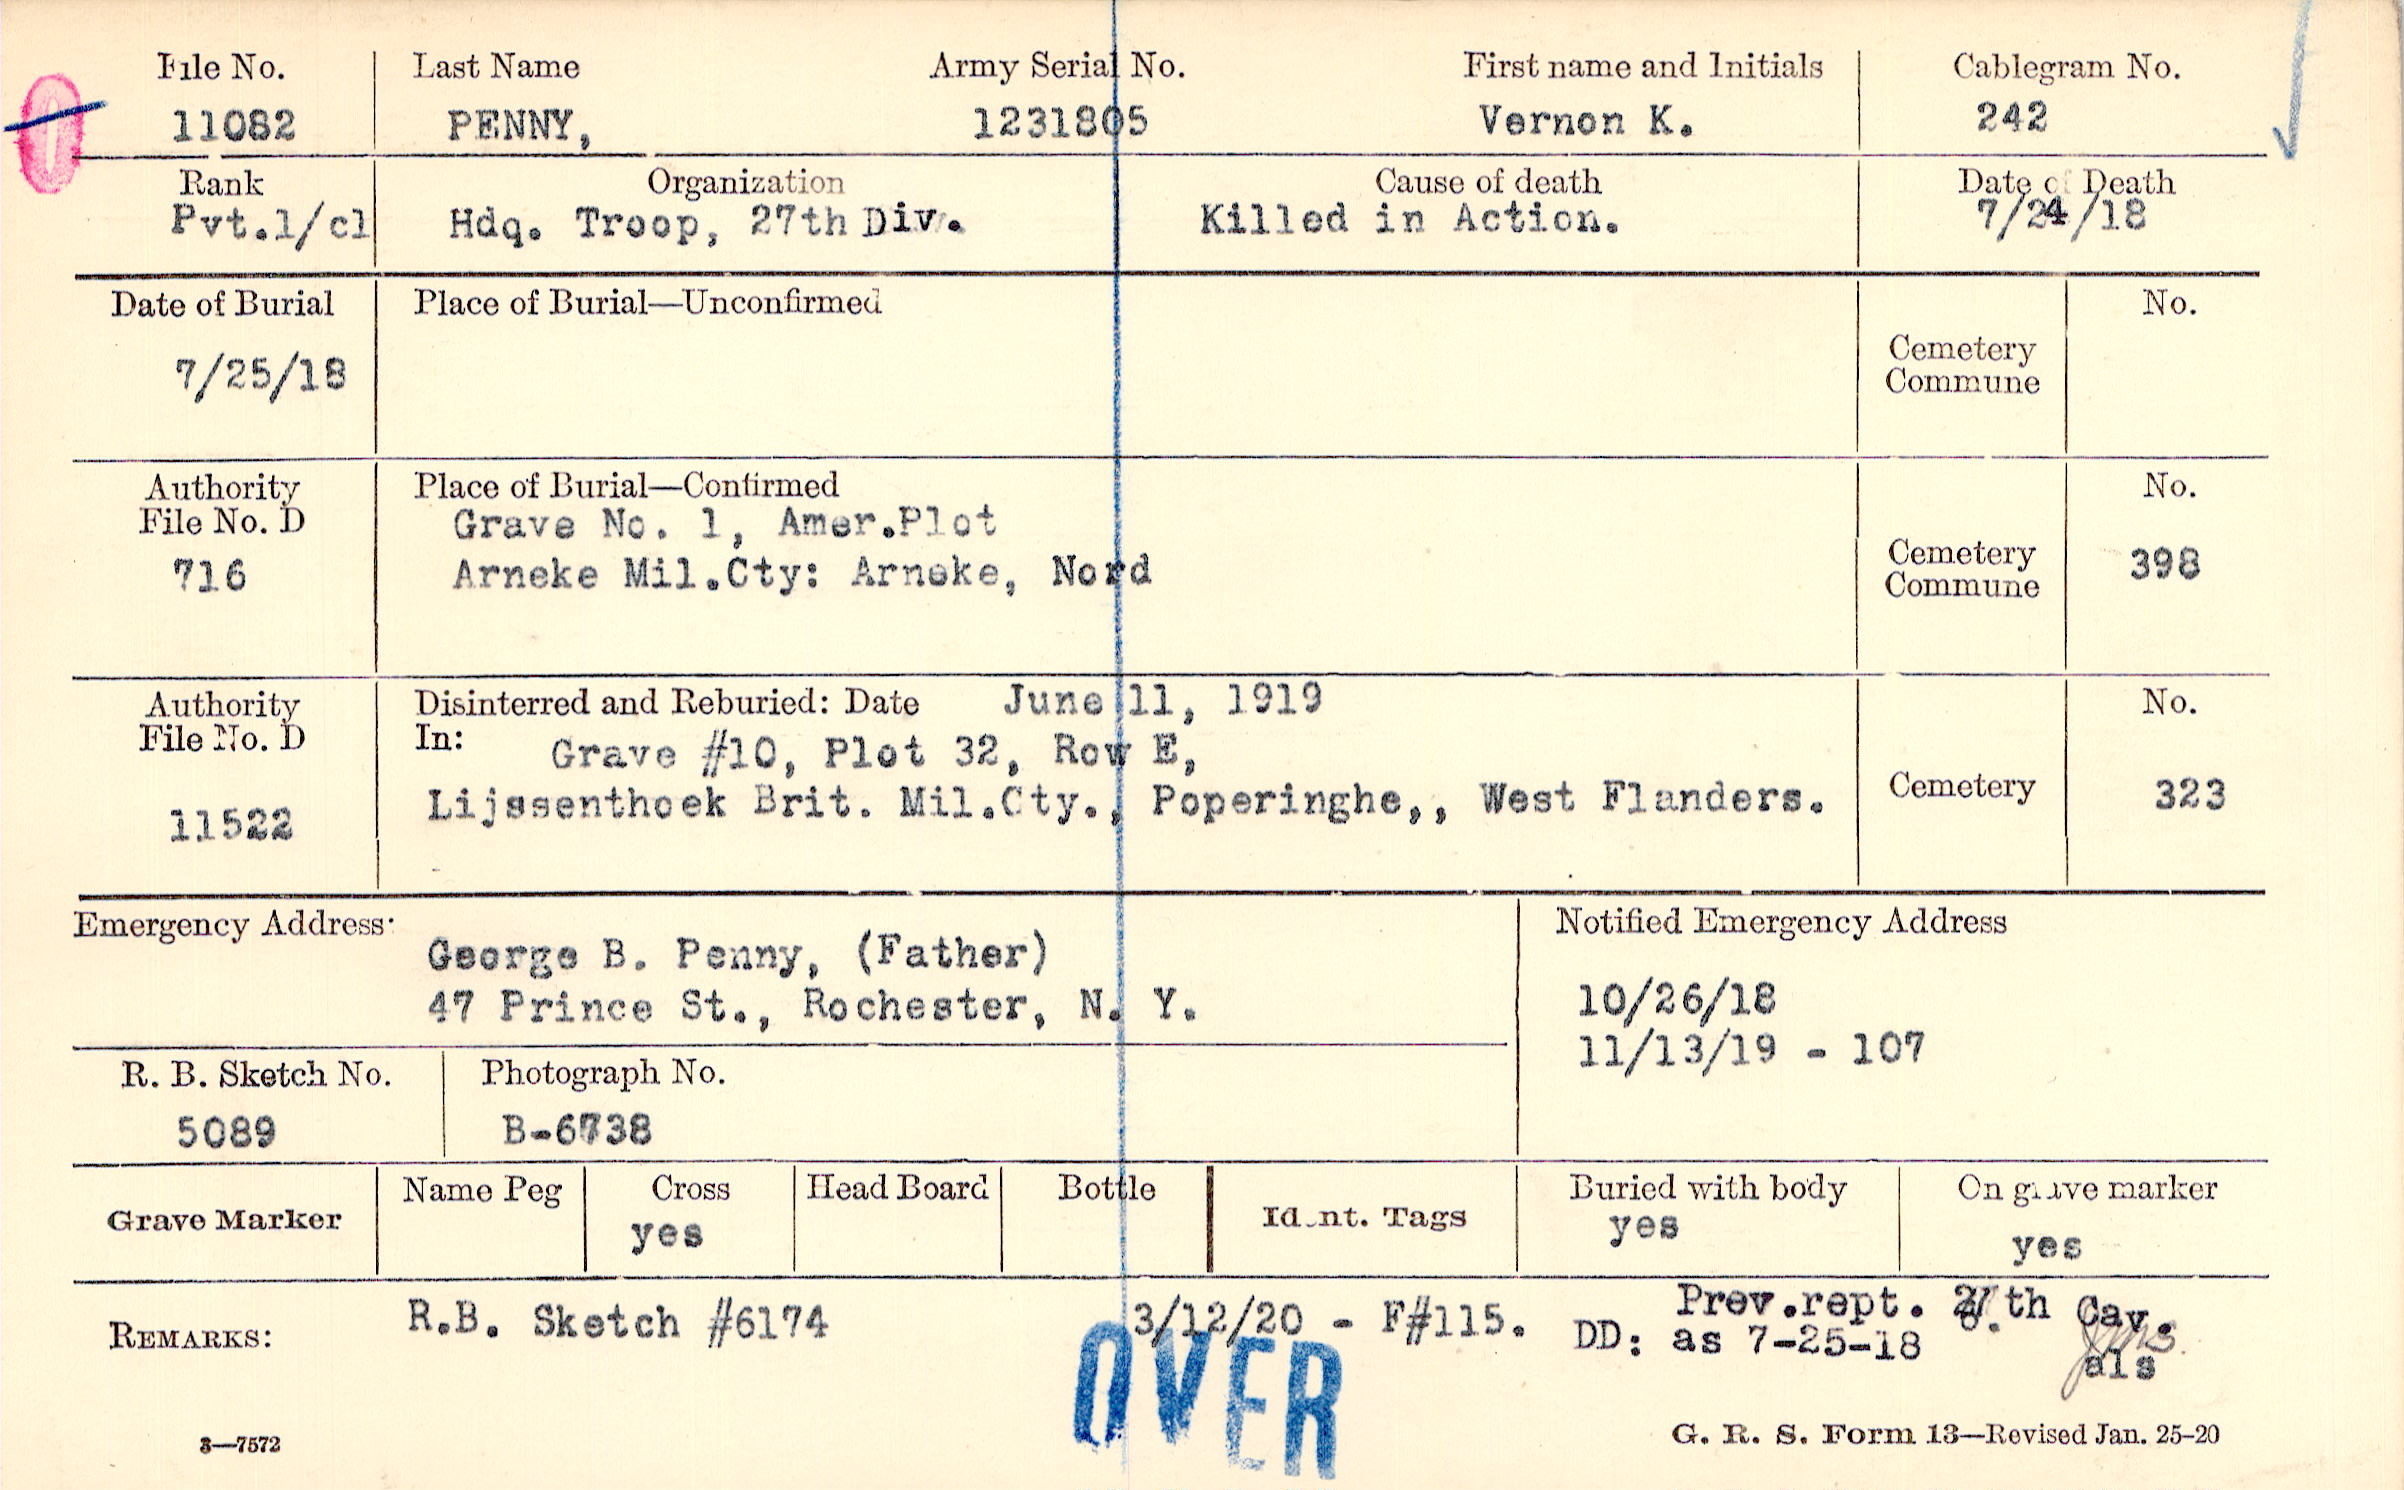 File No. Last Name Army Serial No. First name and Initials Cablegram No.
11082 PENNY, 1231805 Vernon K. 242
Rank Organization Cause of death Date of Death
Pvt.1/cl Hdq. Troop, 27th Div. Killed in Action. 7/24/18
Date of Burial Place of Burial—Unconfirmed No.
7/25/18 Cemetery
Commune
Authority Place of Burial—Confirmed No.
File No. D Grave No. 1, Amer.Plot
716 Arneke Mil.Cty: Arneke, Nord Cemetery 398
Commune
Authority Disinterred and Reburied: Date June 11, 1919 No.
File No. D In: Grave #10, Plot 32, Row E,
11522 Lijssenthoek Brit. Mil.Cty., Poperinghe,, West Flanders. Cemetery 323
Emergency Address: Notified Emergency Address
George B. Penny, (Father) 10/26/18
47 Prince St., Rochester, N. Y. 11/13/19 - 107
R. B. Sketch No. Photograph No.
5089 B-6738
Grave Marker Name Peg Cross Head Board Bottle Ident. Tags Buried with body On grave marker
yes yes yes
REMARKS: R.B. Sketch #6174 3/12/20 - F#115. DD: Prev.rept. th Cav.
as 7-25-18
als
OVER
3—7572 G. R. S. Form 13—Revised Jan. 25-20